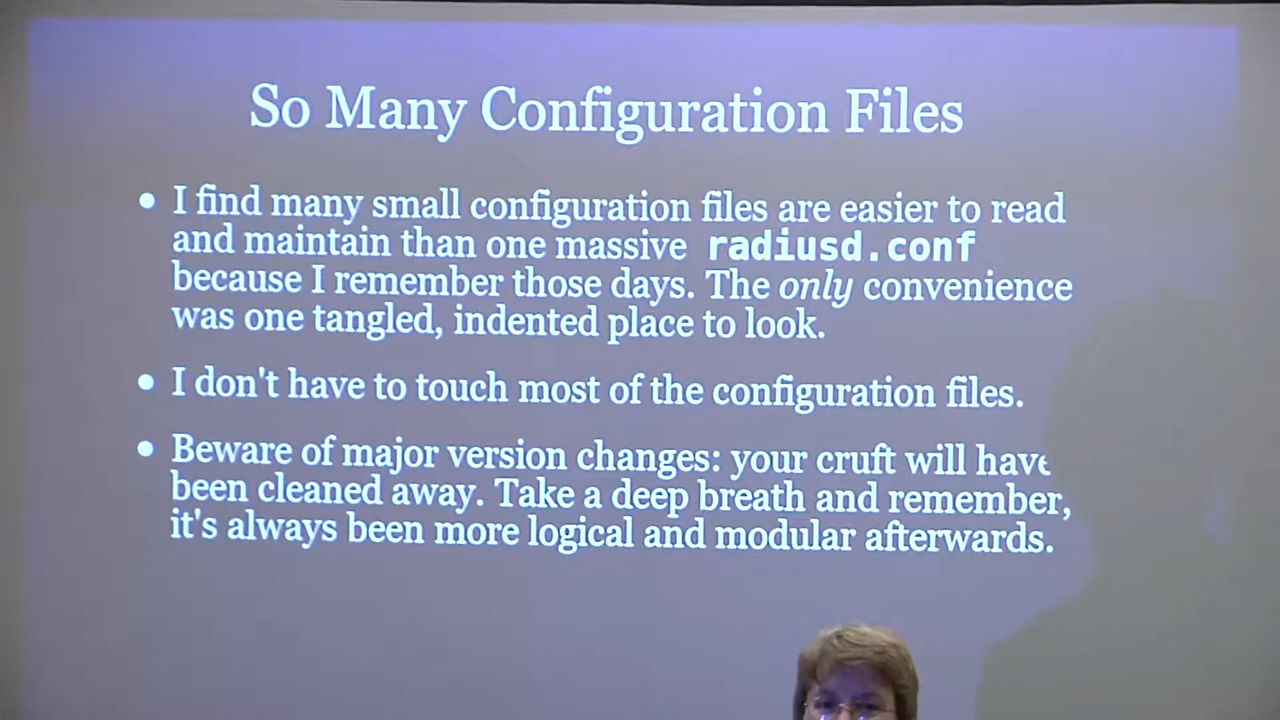 So Many Configuration Files
• I find many small configuration files are easier to read
and maintain than one massive radiusd.conf
because I remember those days. The only convenience
was one tangled, indented place to look.
• I don't have to touch most of the configuration files.
• Beware of major version changes: your cruft will have
been cleaned away. Take a deep breath and remember,
it's always been more logical and modular afterwards.